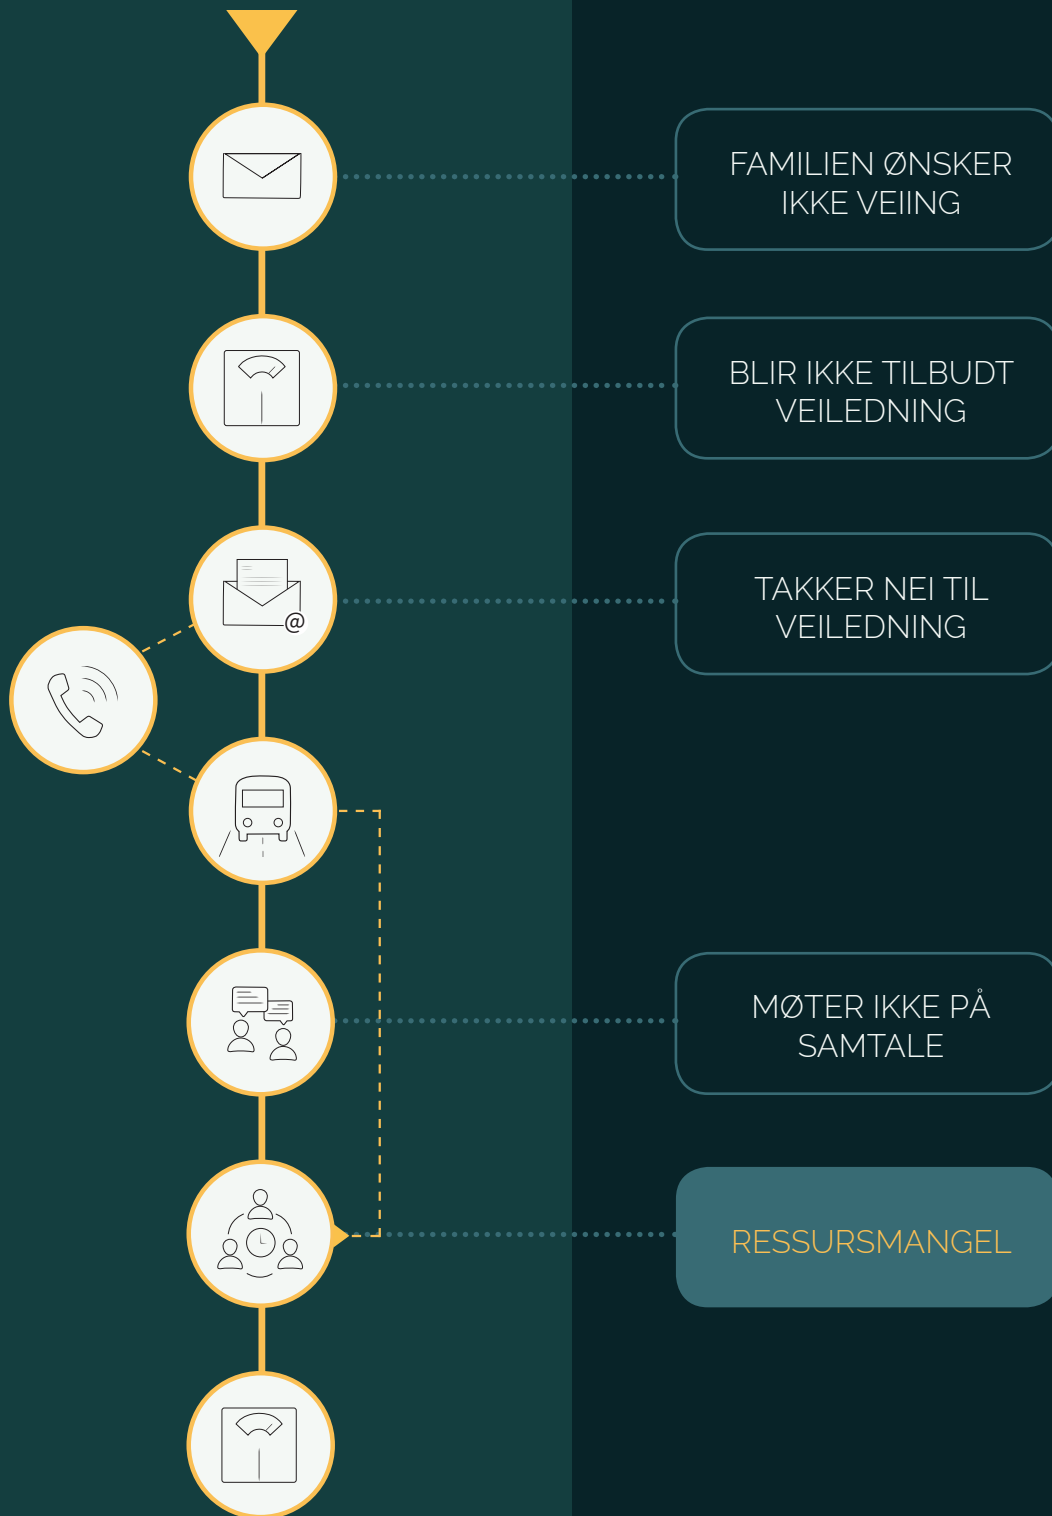 FAMILIEN ØNSKER
IKKE VEIING
BLIR IKKE TILBUDT
VEILEDNING
TAKKER NEI TIL
VEILEDNING
@
MØTER IKKE PÅ
SAMTALE
RESSURSMANGEL